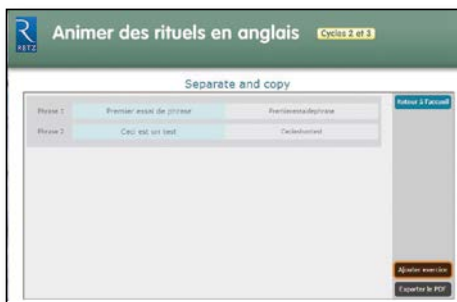 RETZ
Animer des rituels en anglais
Cycles 2 et 3
Separate and copy
Retour à l'accueil
Phrase 1 Premier essai de phrase Premieressaidephrase
Phrase 2 Ceci est un test Ceciestuntest
Ajouter exercice
Exporter le PDF